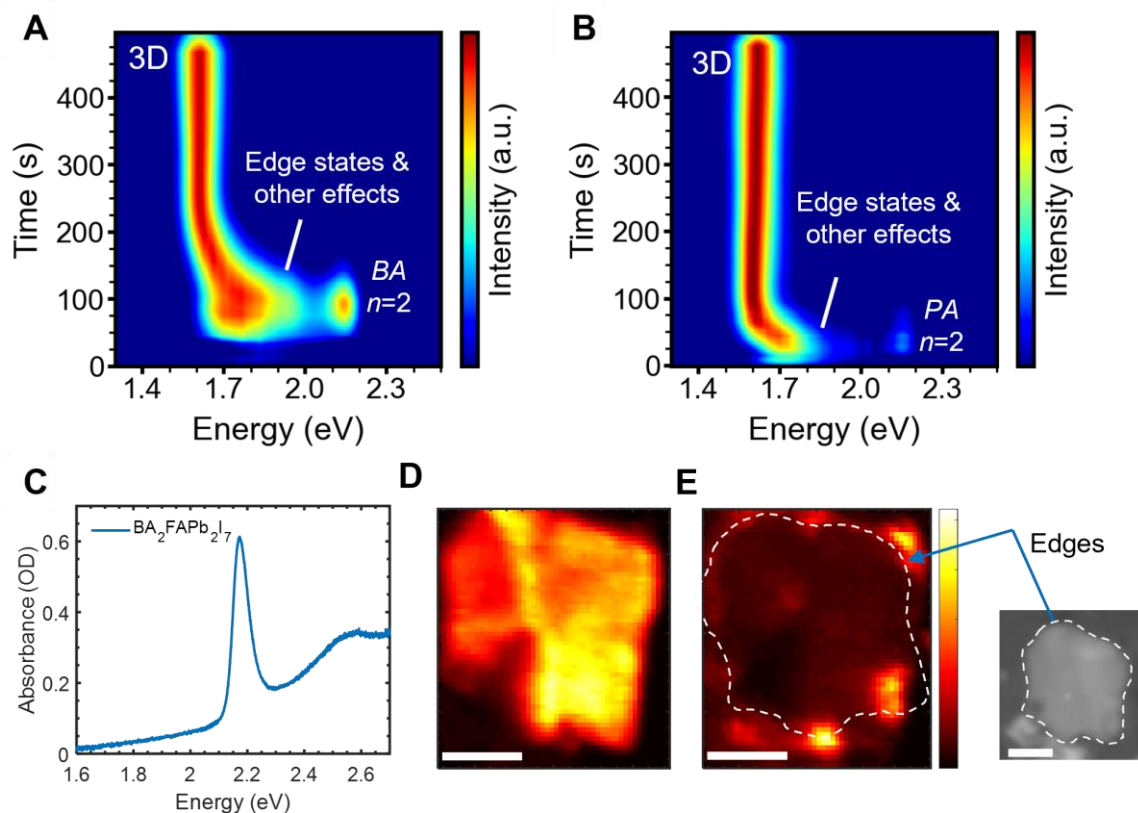 A
3D
Edge states &
other effects
BA
n=2
400
300
200
100
0
Time (s)
1.4 1.7 2.0 2.3
Energy (eV)
Intensity (a.u.)
B
3D
Edge states &
other effects
PA
n=2
400
300
200
100
0
Time (s)
1.4 1.7 2.0 2.3
Energy (eV)
Intensity (a.u.)
C
BA₂FAPb₂I₇
0.6
0.4
0.2
0
Absorbance (OD)
1.6 1.8 2 2.2 2.4 2.6
Energy (eV)
D
E
Edges